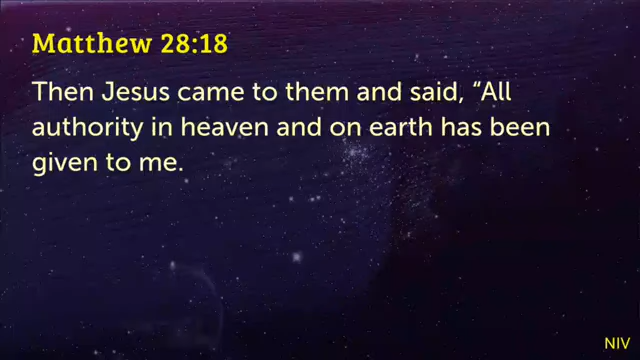 Matthew 28:18
Then Jesus came to them and said, “All
authority in heaven and on earth has been
given to me.
NIV